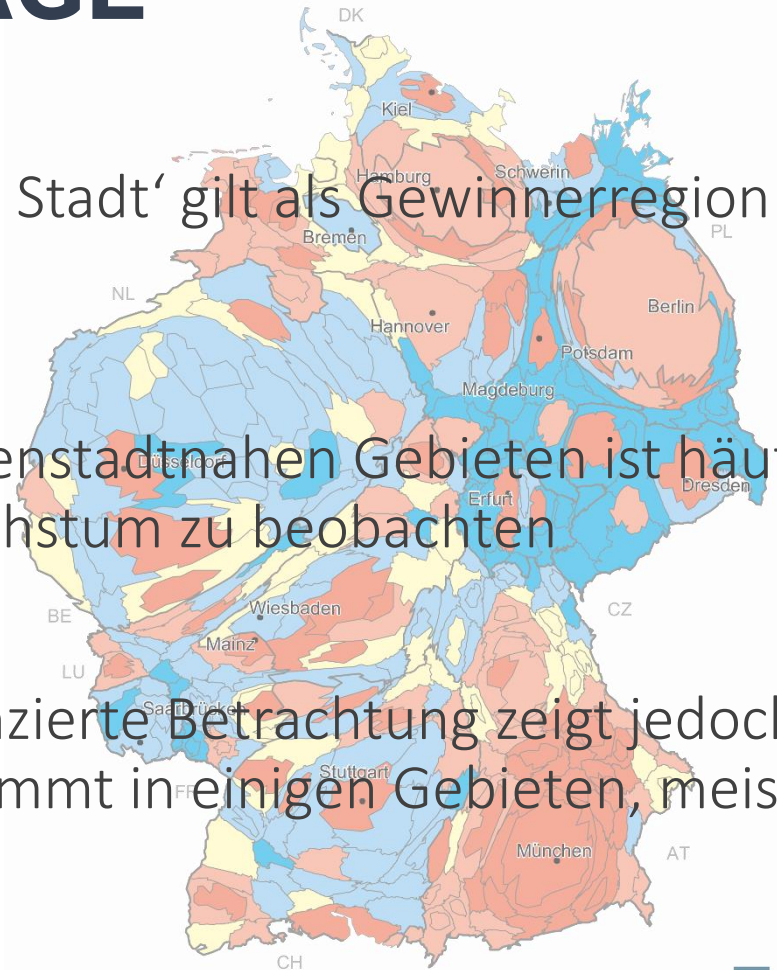 AGE
DK
Kiel
Hamburg
Schwerin
Stadt‘ gilt als Gewinnerregion
Bremen
PL
NL
Berlin
Hannover
Potsdam
Magdeburg
enstadtnahen Gebieten ist häuf
Düsseldorf
Dresden
Erfurt
hstum zu beobachten
BE
Wiesbaden
CZ
Mainz
LU
Saarbrücken
zierte Betrachtung zeigt jedoch
Stuttgart
FR
mmt in einigen Gebieten, meis
München
AT
CH